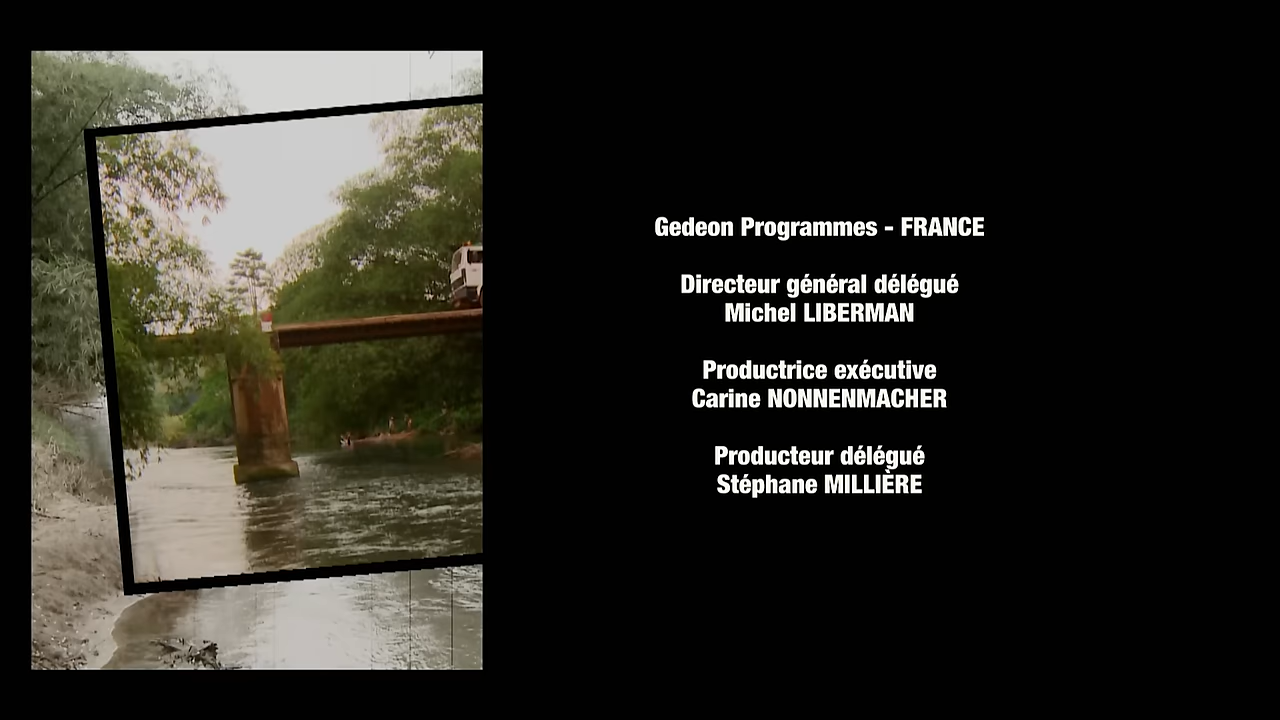 Gedeon Programmes - FRANCE
Directeur général délégué
Michel LIBERMAN
Productrice exécutive
Carine NONNENMACHER
Producteur délégué
Stéphane MILLIÈRE